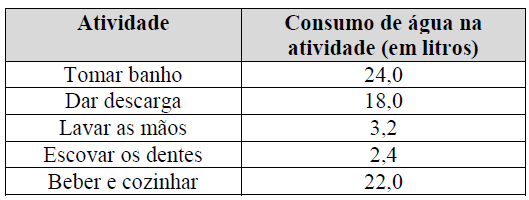 Atividade Consumo de água na
atividade (em litros)
Tomar banho 24,0
Dar descarga 18,0
Lavar as mãos 3,2
Escovar os dentes 2,4
Beber e cozinhar 22,0